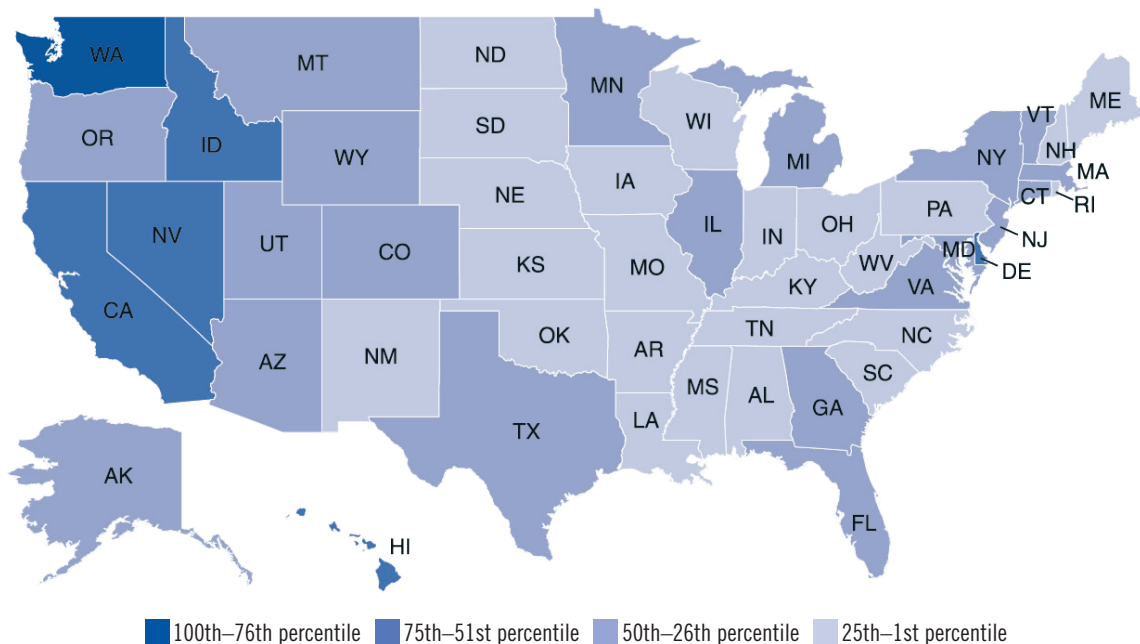 WA
MT
ND
MN
OR
ID
WY
SD
WI
MI
VT
ME
NH
NY
MA
CT
RI
NV
UT
CO
NE
IA
IL
IN
OH
PA
NJ
MD
DE
CA
KS
MO
WV
VA
KY
AZ
NM
OK
AR
TN
NC
SC
MS
AL
GA
TX
LA
FL
AK
HI
100th–76th percentile 75th–51st percentile 50th–26th percentile 25th–1st percentile